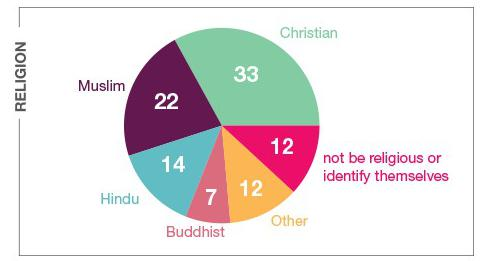 RELIGION
Christian
33
Muslim
22
14
Hindu
7
Buddhist
12
Other
12
not be religious or
identify themselves